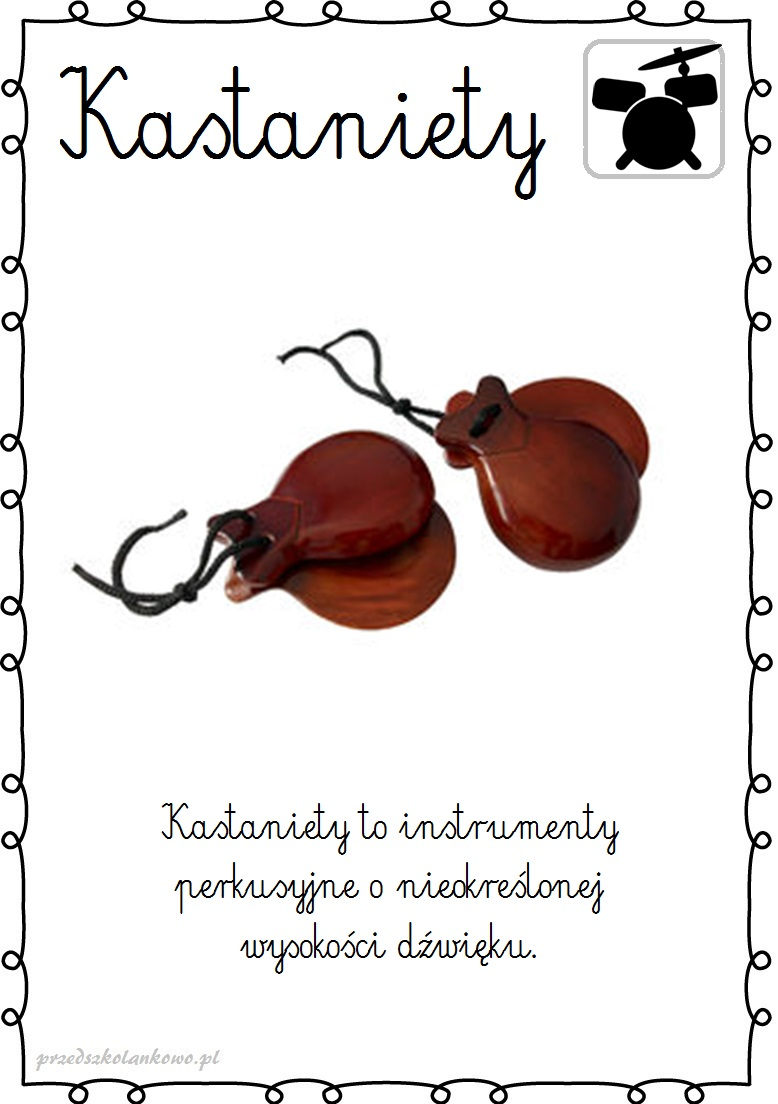 Kastaniety
Kastaniety to instrumenty
perkusyjne o nieokreślonej
wysokości dźwięku.
przedszkolankowo.pl